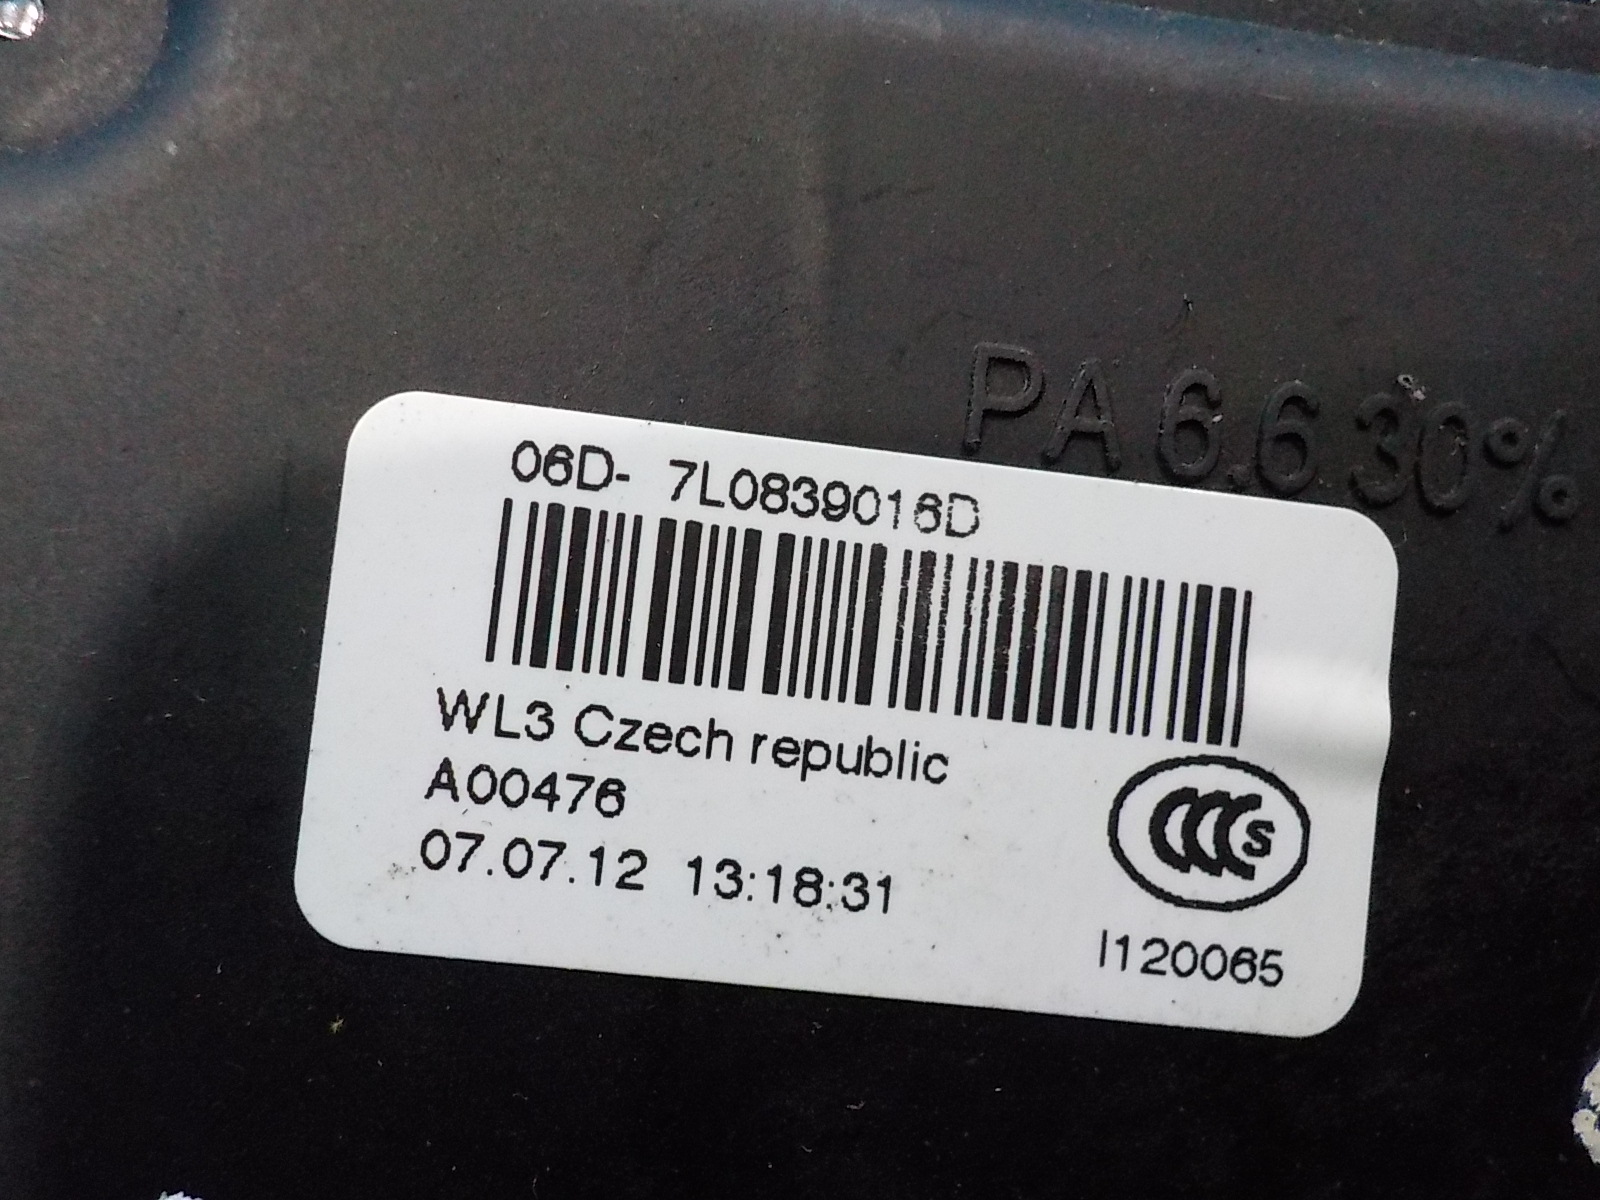 PA 6.6 30%
06D- 7L0839016D
WL3 Czech republic
A00476
07.07.12 13:18:31
CCC S
I120065